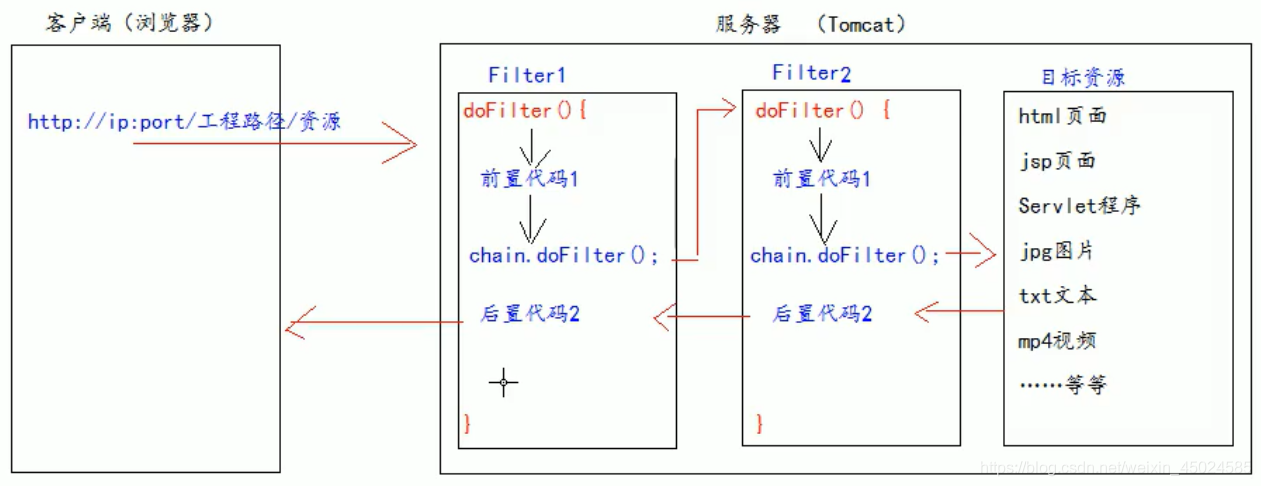 客户端（浏览器）
服务器 （Tomcat）
http://ip:port/工程路径/资源
Filter1
doFilter(){
前置代码1
chain.doFilter();
后置代码2
}
Filter2
doFilter() {
前置代码1
chain.doFilter();
后置代码2
}
目标资源
html页面
jsp页面
Servlet程序
jpg图片
txt文本
mp4视频
……等等
https://blog.csdn.net/weixin_45024585